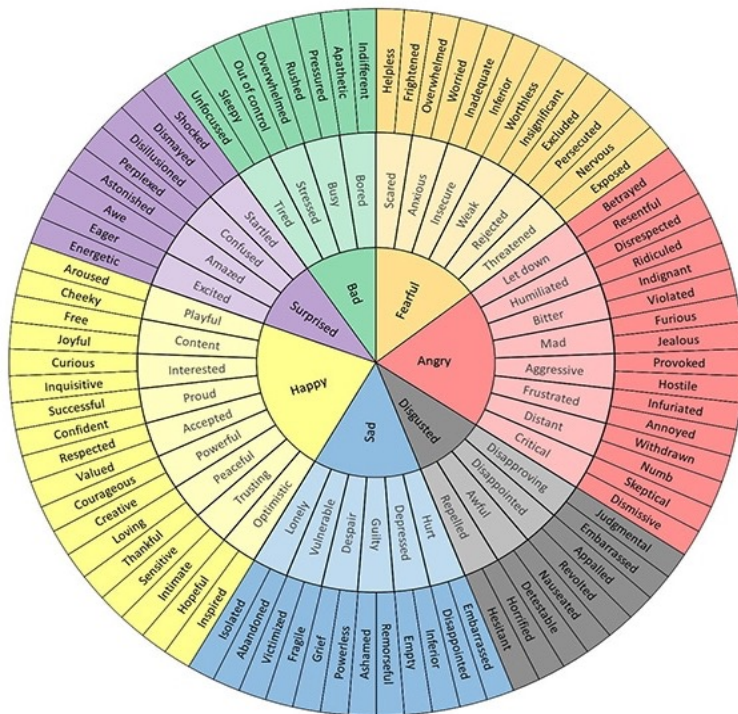 Bad
Fearful
Angry
Disgusted
Sad
Happy
Surprised
Tired
Stressed
Busy
Bored
Scared
Anxious
Insecure
Weak
Rejected
Threatened
Let down
Humiliated
Bitter
Mad
Aggressive
Frustrated
Distant
Critical
Disapproving
Disappointed
Awful
Repelled
Hurt
Depressed
Guilty
Despair
Vulnerable
Lonely
Optimistic
Trusting
Peaceful
Powerful
Accepted
Proud
Interested
Content
Playful
Excited
Amazed
Confused
Startled
Unfocussed
Sleepy
Out of control
Overwhelmed
Rushed
Pressured
Apathetic
Indifferent
Helpless
Frightened
Overwhelmed
Worried
Inadequate
Inferior
Worthless
Insignificant
Excluded
Persecuted
Nervous
Exposed
Betrayed
Resentful
Disrespected
Ridiculed
Indignant
Violated
Furious
Jealous
Provoked
Hostile
Infuriated
Annoyed
Withdrawn
Numb
Skeptical
Dismissive
Judgmental
Embarrassed
Appalled
Revolted
Nauseated
Detestable
Horrified
Hesitant
Embarrassed
Disappointed
Inferior
Empty
Remorseful
Ashamed
Powerless
Grief
Fragile
Victimized
Abandoned
Isolated
Inspired
Hopeful
Intimate
Sensitive
Thankful
Loving
Creative
Courageous
Valued
Respected
Confident
Successful
Inquisitive
Curious
Joyful
Free
Cheeky
Aroused
Energetic
Eager
Awe
Astonished
Perplexed
Disillusioned
Dismayed
Shocked